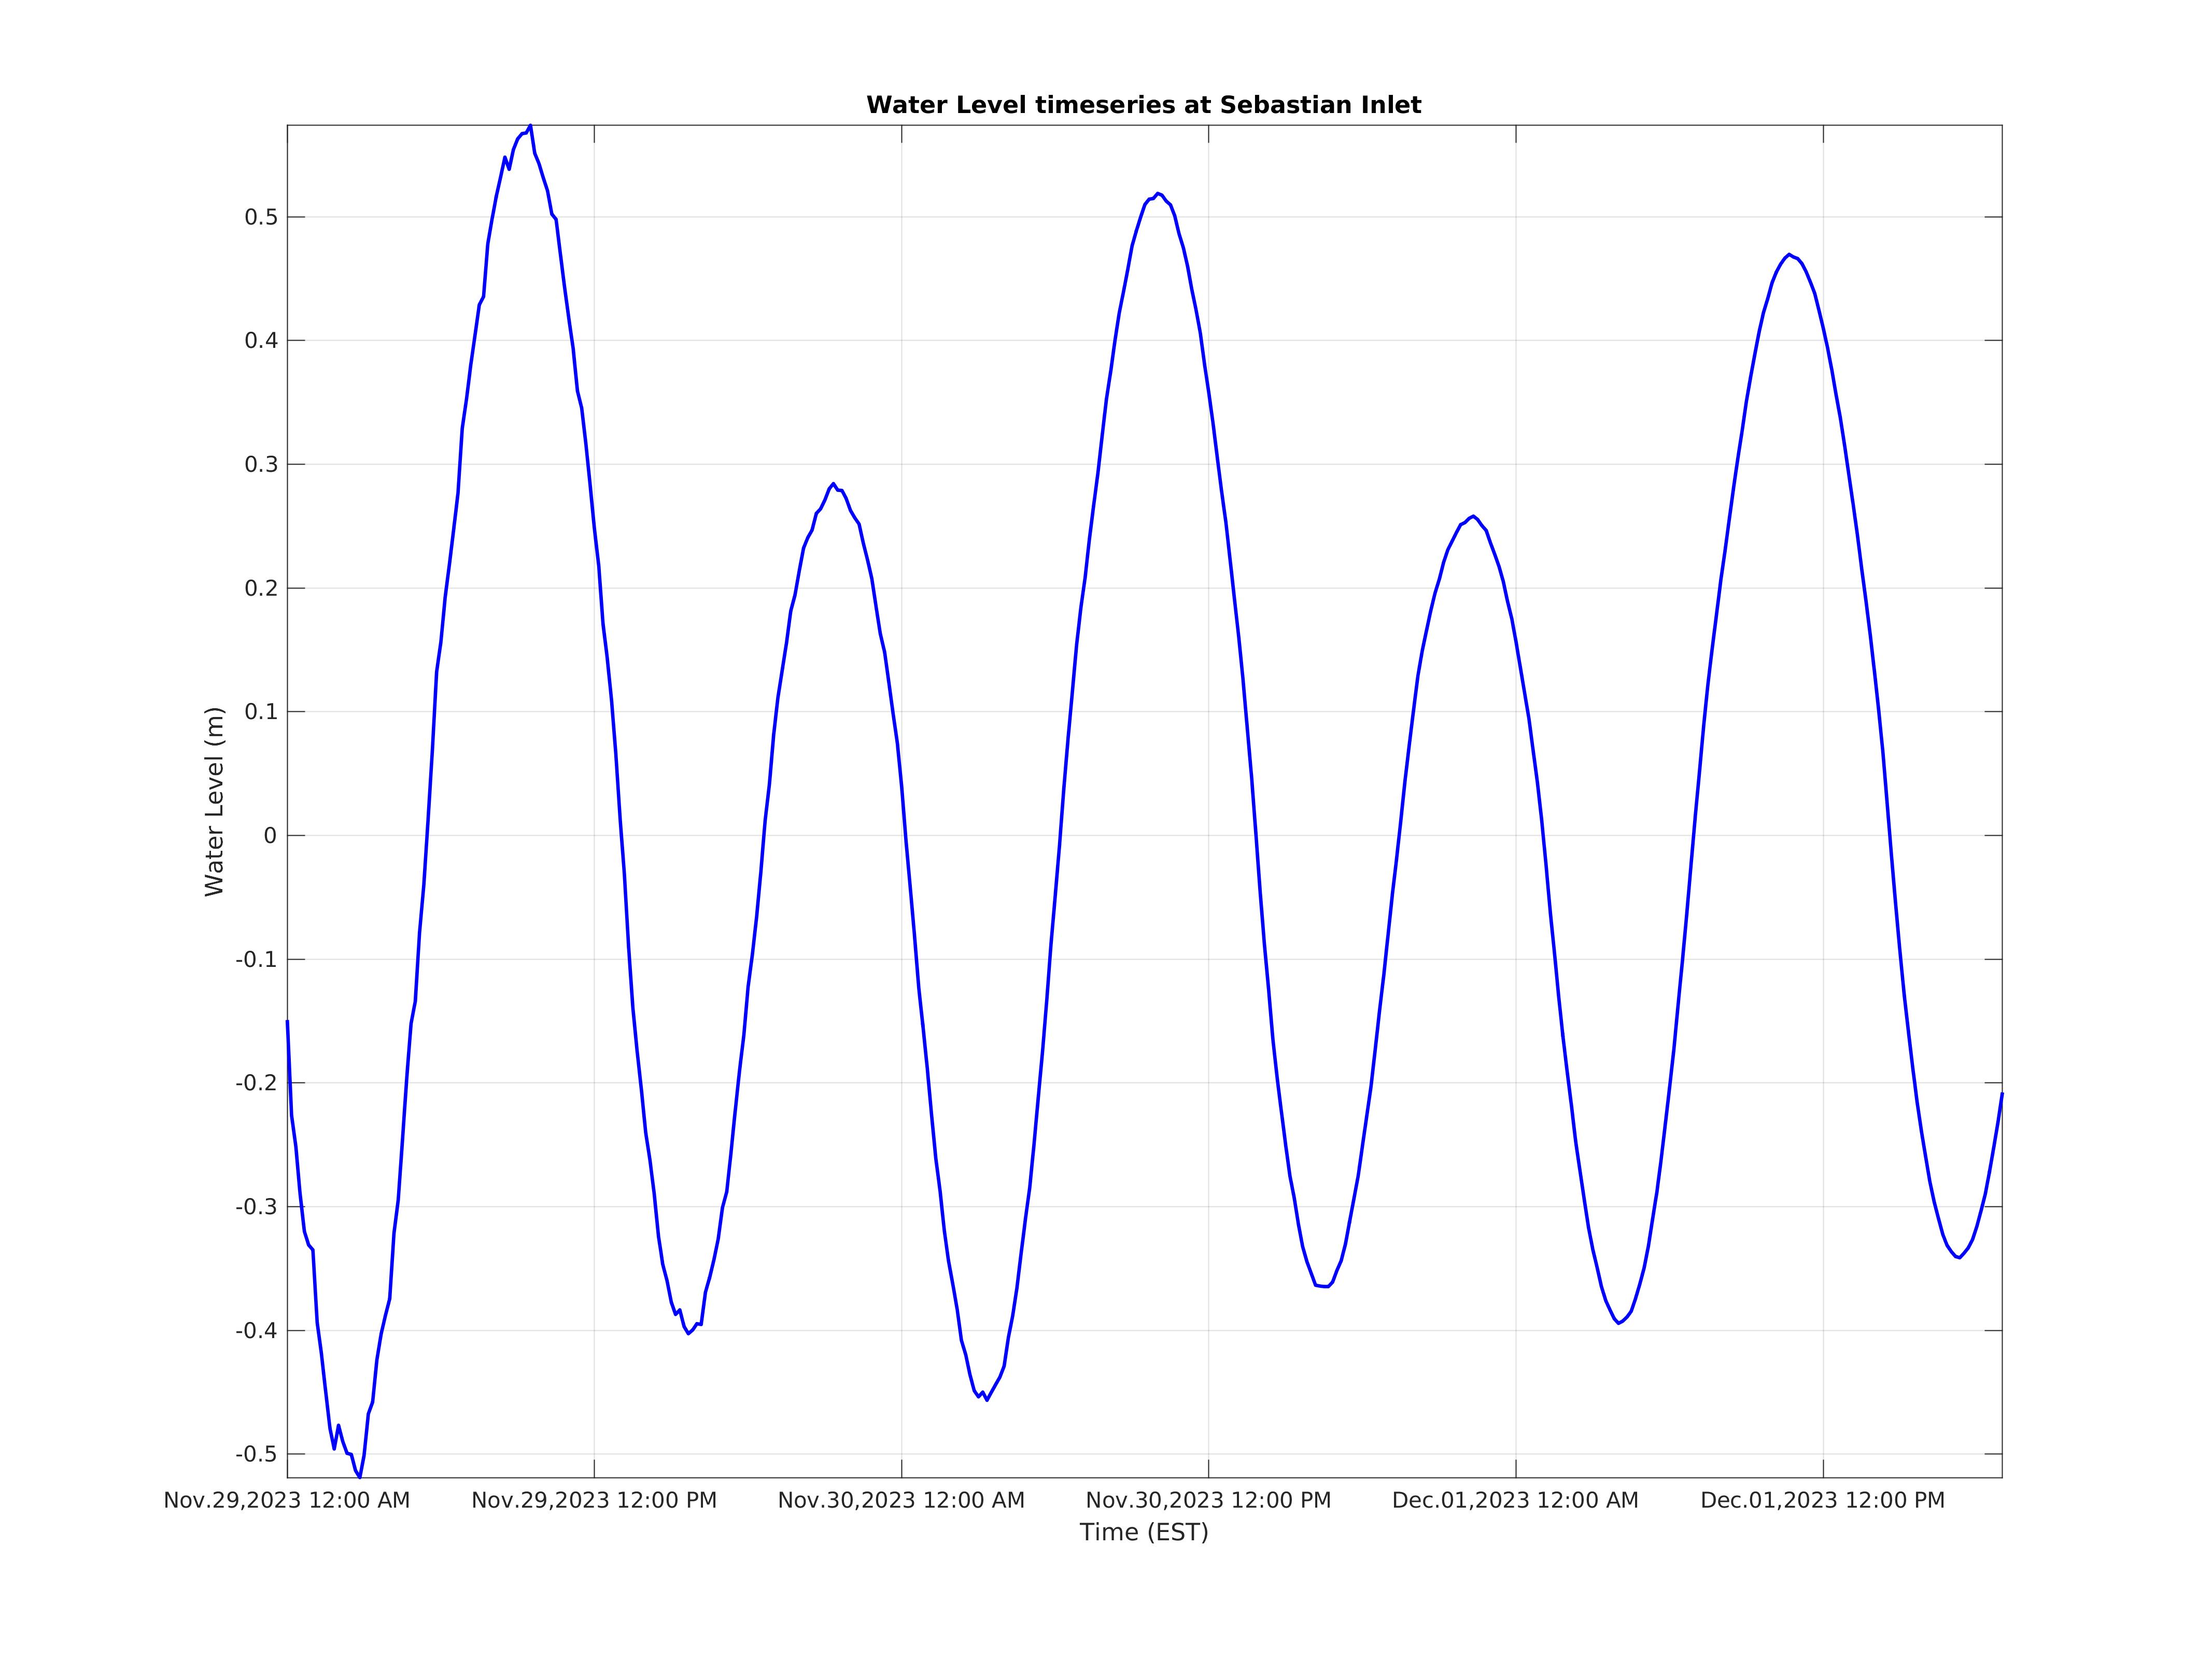 Water Level timeseries at Sebastian Inlet
0.5
0.4
0.3
0.2
0.1
0
-0.1
-0.2
-0.3
-0.4
-0.5
Water Level (m)
Nov.29,2023 12:00 AM
Nov.29,2023 12:00 PM
Nov.30,2023 12:00 AM
Nov.30,2023 12:00 PM
Dec.01,2023 12:00 AM
Dec.01,2023 12:00 PM
Time (EST)